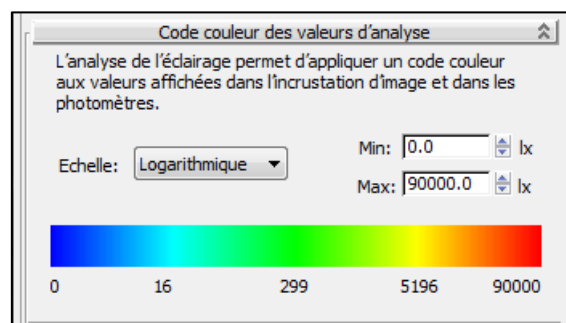 Code couleur des valeurs d'analyse
L'analyse de l'éclairage permet d'appliquer un code couleur
aux valeurs affichées dans l'incrustation d'image et dans les
photomètres.
Echelle: Logarithmique Min: 0.0 lx
Max: 90000.0 lx
0 16 299 5196 90000